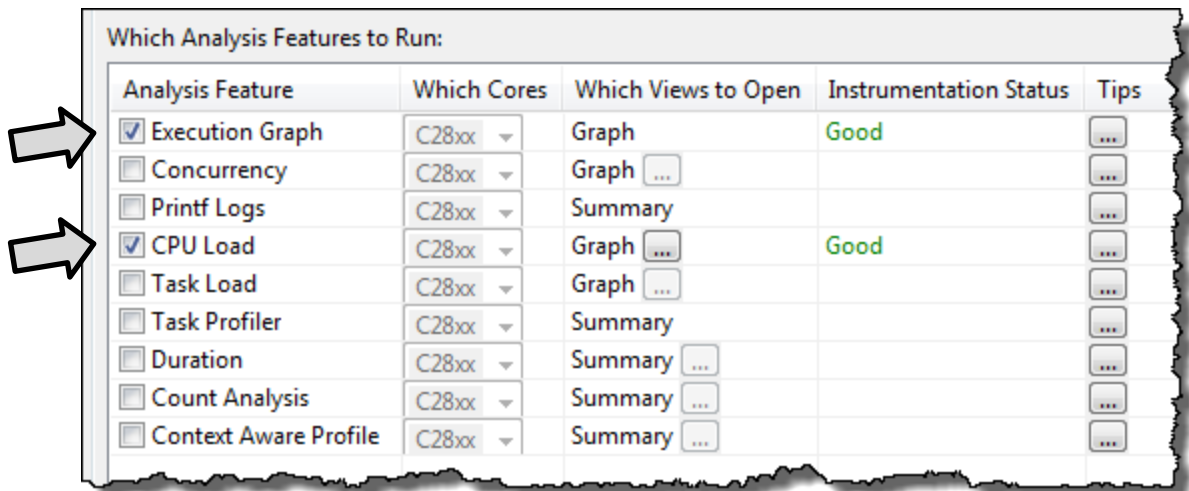 Which Analysis Features to Run:
Analysis Feature Which Cores Which Views to Open Instrumentation Status Tips
Execution Graph C28xx Graph Good ...
Concurrency C28xx Graph ... ...
Printf Logs C28xx Summary ...
CPU Load C28xx Graph ... Good ...
Task Load C28xx Graph ... ...
Task Profiler C28xx Summary ...
Duration C28xx Summary ... ...
Count Analysis C28xx Summary ... ...
Context Aware Profile C28xx Summary ... ...